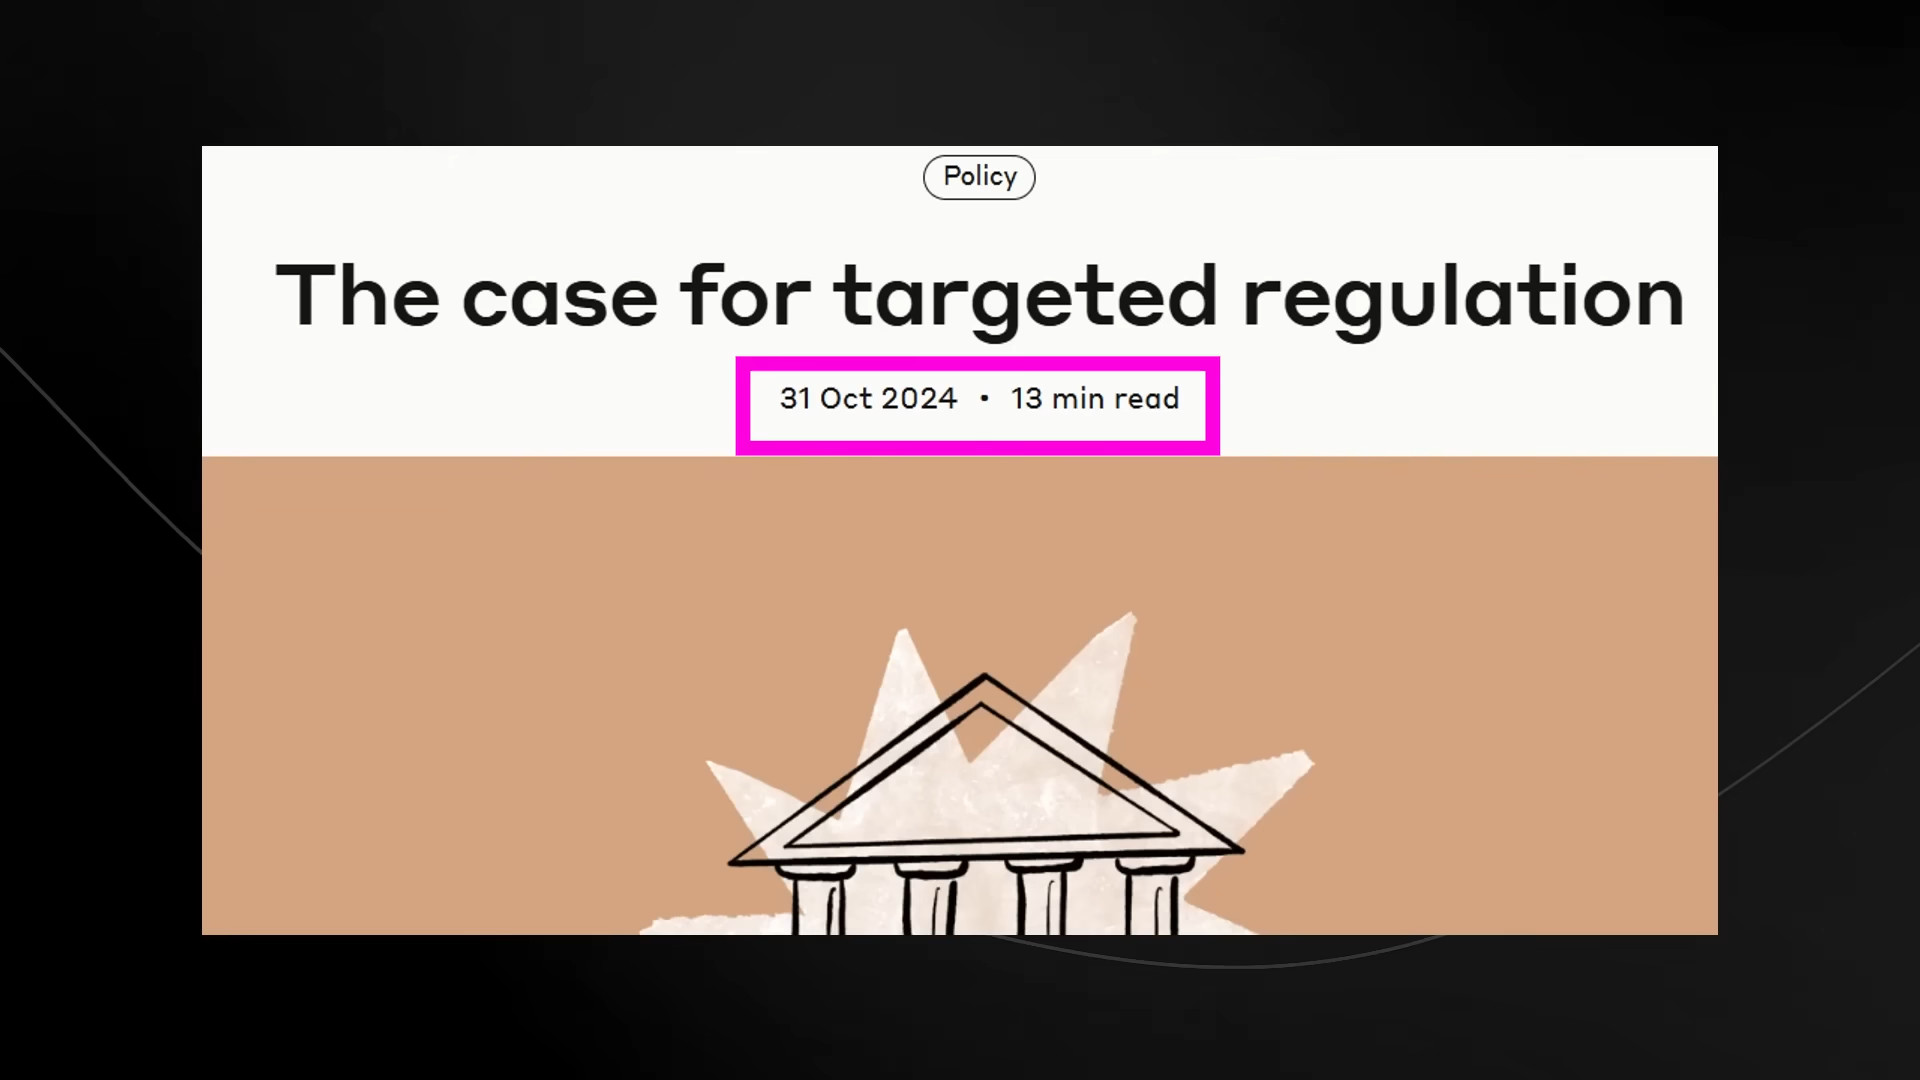 Policy
The case for targeted regulation
31 Oct 2024 • 13 min read